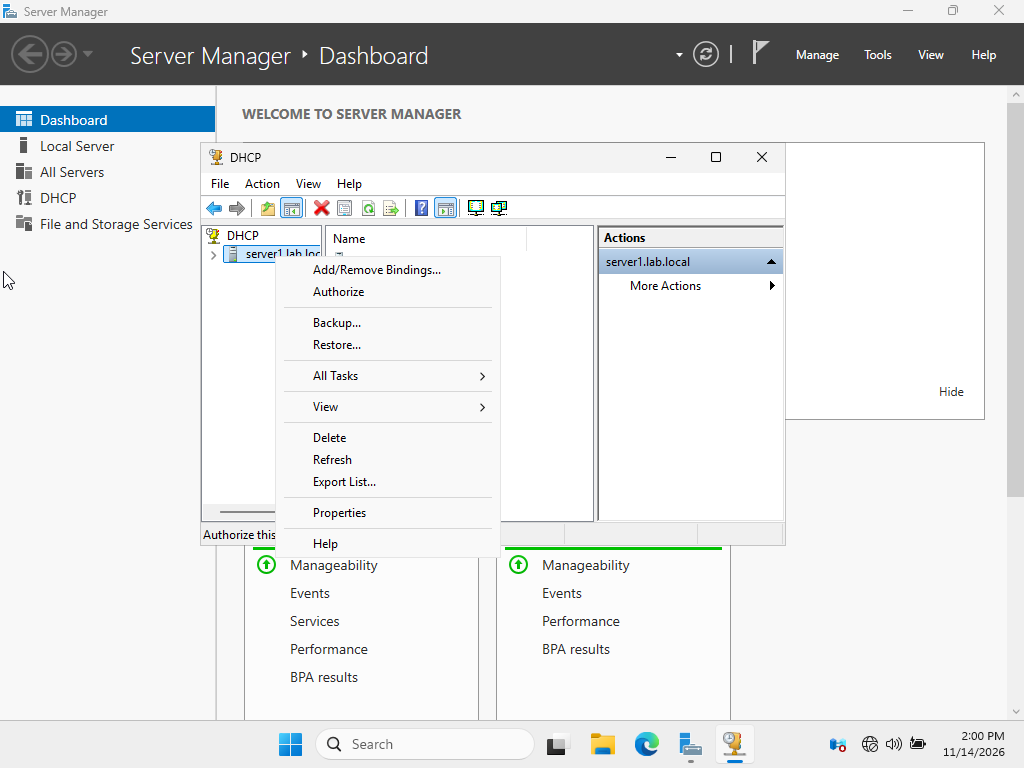 Server Manager
Server Manager ‣ Dashboard
Manage Tools View Help
Dashboard
Local Server
All Servers
DHCP
File and Storage Services
WELCOME TO SERVER MANAGER
Hide
DHCP
File Action View Help
DHCP
server1.lab.loc
Name
Actions
server1.lab.local
More Actions
Add/Remove Bindings...
Authorize
Backup...
Restore...
All Tasks
View
Delete
Refresh
Export List...
Properties
Help
Authorize this
Manageability
Events
Services
Performance
BPA results
Manageability
Events
Performance
BPA results
Search
2:00 PM
11/14/2026